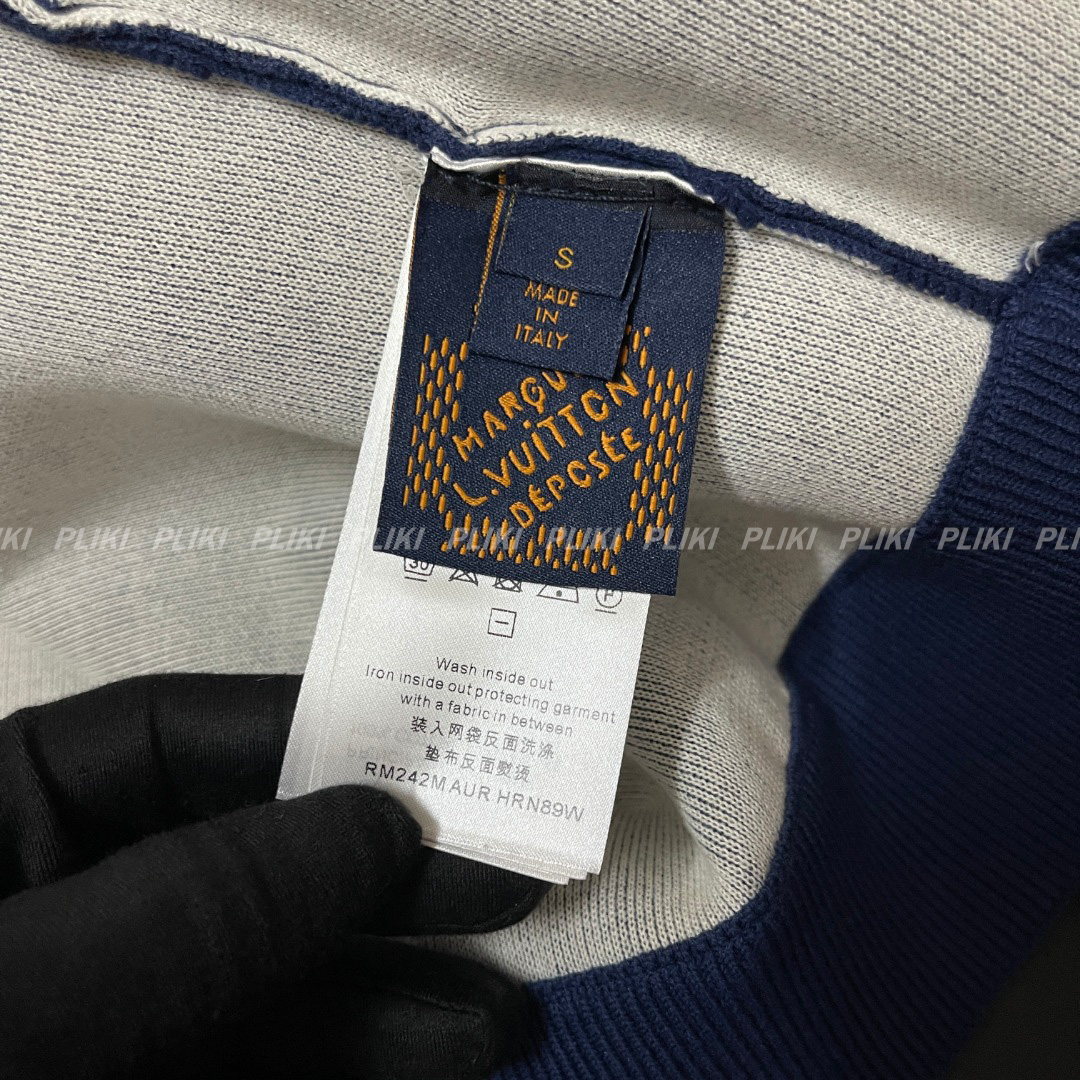 S
MADE
IN
ITALY
MARQU
L.VUiTTON
DÉPOSÉE
PLIKI PLIKI PLIKI PLIKI PLIKI PLIKI PLIKI PLIKI PLIKI PLIKI
30
F
Wash inside out
Iron inside out protecting garment
with a fabric in between
装入网袋反面洗涤
垫布反面熨烫
RM242M AUR HRN89W